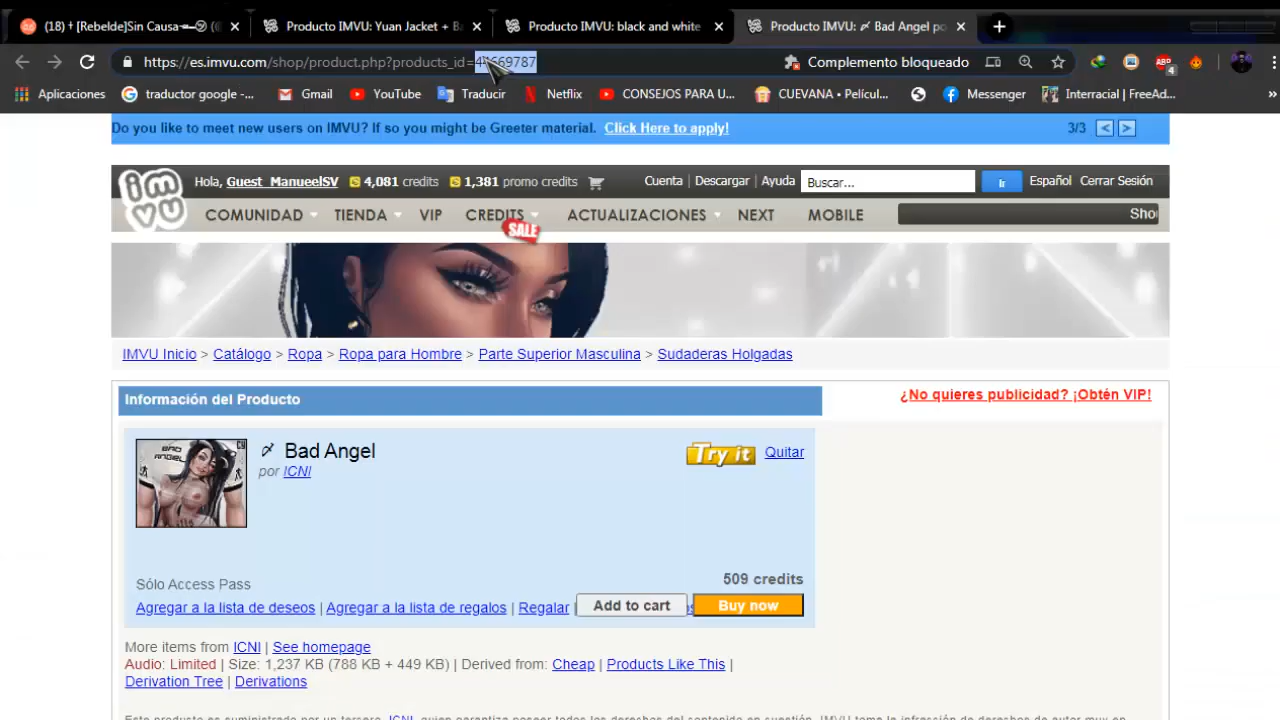 (18) + [Rebelde]Sin Causa
Producto IMVU: Yuan Jacket + B
Producto IMVU: black and white
Producto IMVU: Bad Angel po
https://es.imvu.com/shop/product.php?products_id=
Complemento bloqueado
4
Aplicaciones
traductor google -...
Gmail
YouTube
Traducir
Netflix
CONSEJOS PARA U...
CUEVANA • Películ...
Messenger
Interracial | FreeAd...
»
Do you like to meet new users on IMVU? If so you might be Greeter material. Click Here to apply!
3/3 < >
imvu
Hola, Guest_ManueelSV 4,081 credits 1,381 promo credits
Cuenta | Descargar | Ayuda
Buscar...
Ir
Español Cerrar Sesión
COMUNIDAD TIENDA VIP CREDITS ACTUALIZACIONES NEXT MOBILE
SALE
Sho
IMVU Inicio > Catálogo > Ropa > Ropa para Hombre > Parte Superior Masculina > Sudaderas Holgadas
Información del Producto
¿No quieres publicidad? ¡Obtén VIP!
BAD ANGEL
Bad Angel
por ICNI
Try it Quitar
Sólo Access Pass
509 credits
Agregar a la lista de deseos | Agregar a la lista de regalos | Regalar |
Add to cart
Buy now
More items from ICNI | See homepage
Audio: Limited | Size: 1,237 KB (788 KB + 449 KB) | Derived from: Cheap | Products Like This |
Derivation Tree | Derivations